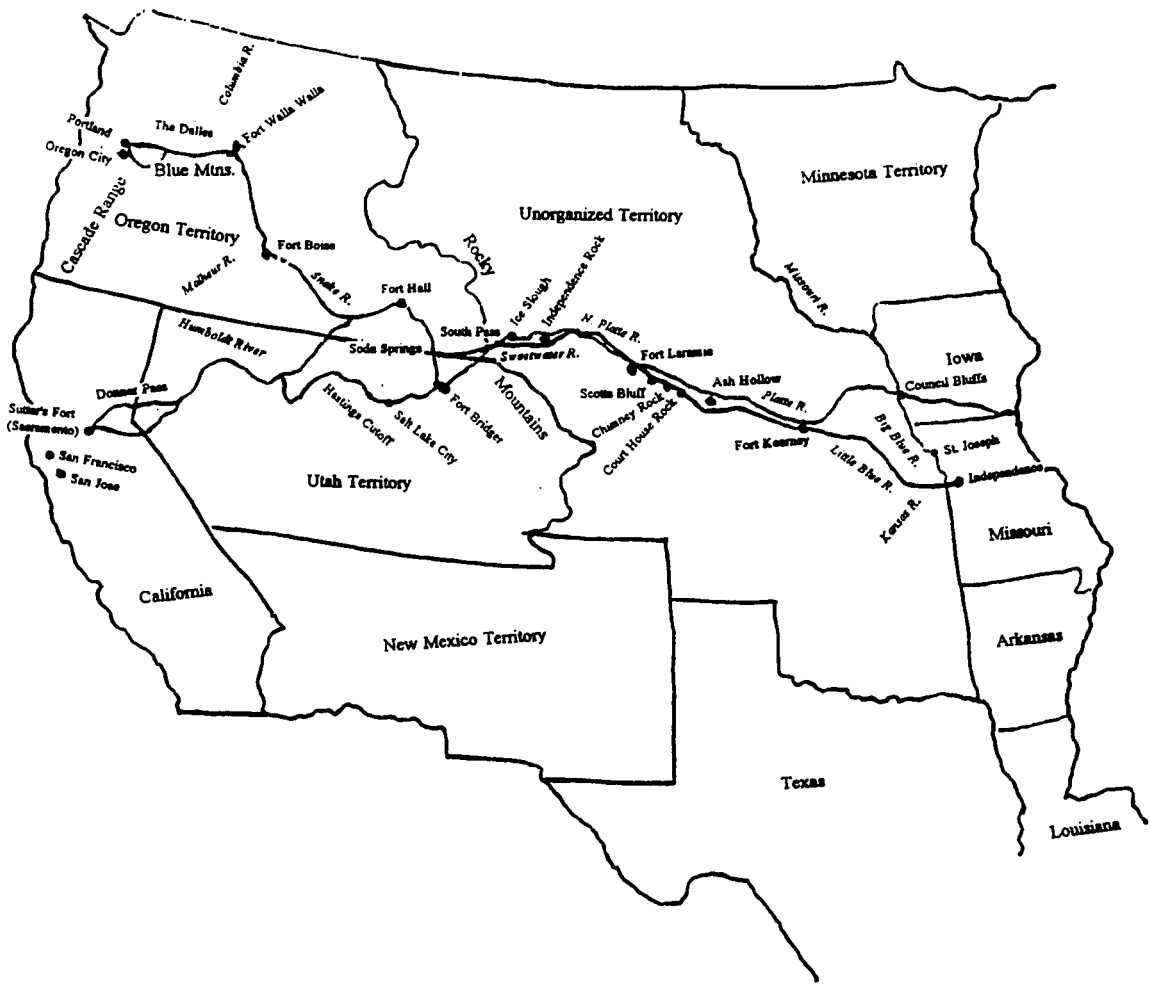 Columbia R.
Fort Walla Walla
Portland
The Dalles
Oregon City
Blue Mtns.
Cascade Range
Oregon Territory
Minnesota Territory
Unorganized Territory
Rocky
Fort Boise
Malheur R.
Snake R.
Fort Hall
Ice Slough
Independence Rock
Missouri R.
Humboldt River
Soda Springs
South Pass
Sweetwater R.
N. Platte R.
Fort Laramie
Iowa
Council Bluffs
Donner Pass
Sutter's Fort
(Sacramento)
Hastings Cutoff
Salt Lake City
Fort Bridger
Mountains
Scotts Bluff
Chimney Rock
Court House Rock
Ash Hollow
Platte R.
Fort Kearney
Big Blue R.
Little Blue R.
St. Joseph
Independence
Kansas R.
San Francisco
San Jose
Utah Territory
Missouri
California
New Mexico Territory
Arkansas
Texas
Louisiana